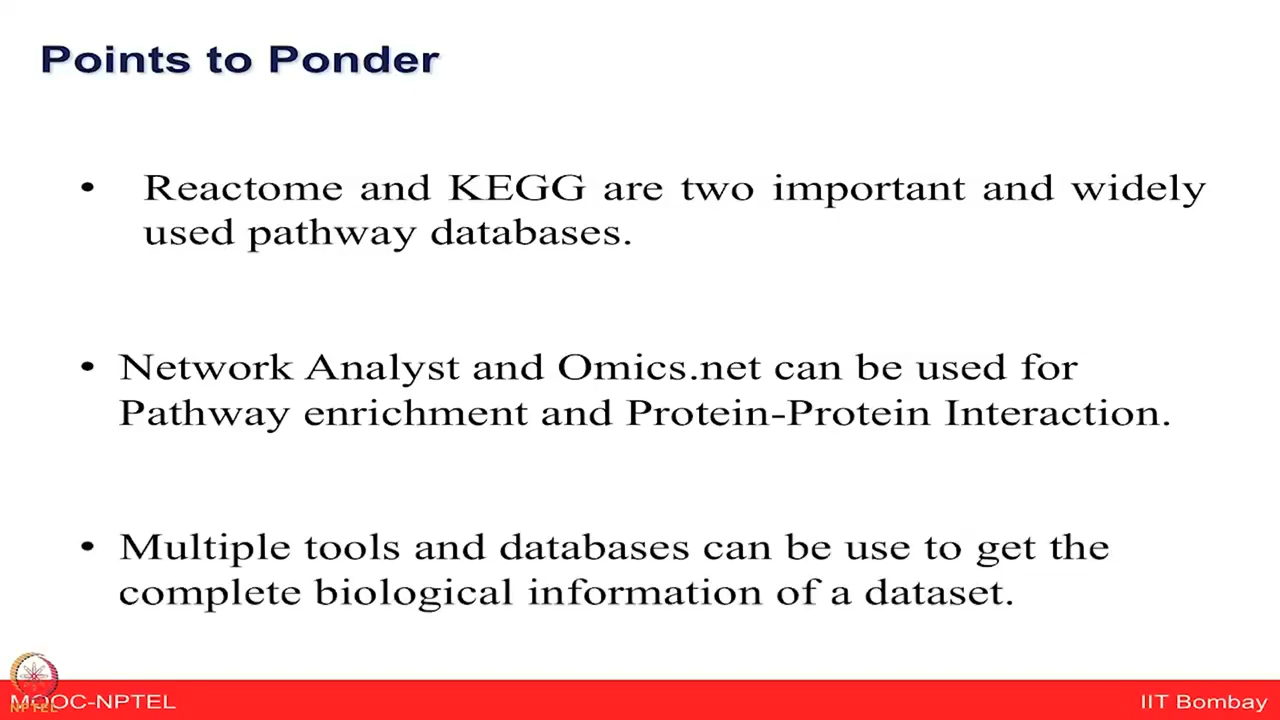 Points to Ponder
• Reactome and KEGG are two important and widely
used pathway databases.
• Network Analyst and Omics.net can be used for
Pathway enrichment and Protein-Protein Interaction.
• Multiple tools and databases can be use to get the
complete biological information of a dataset.
MOOC-NPTEL
NPTEL
IIT Bombay